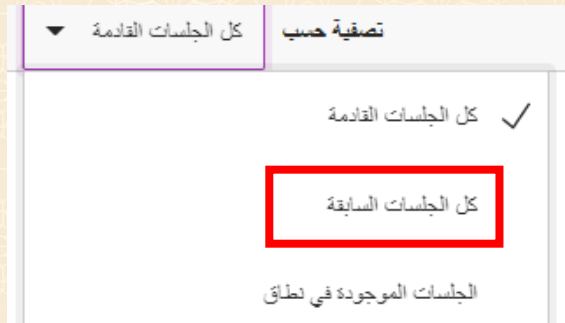 تصفية حسب كل الجلسات القادمة
كل الجلسات القادمة
كل الجلسات السابقة
الجلسات الموجودة في نطاق